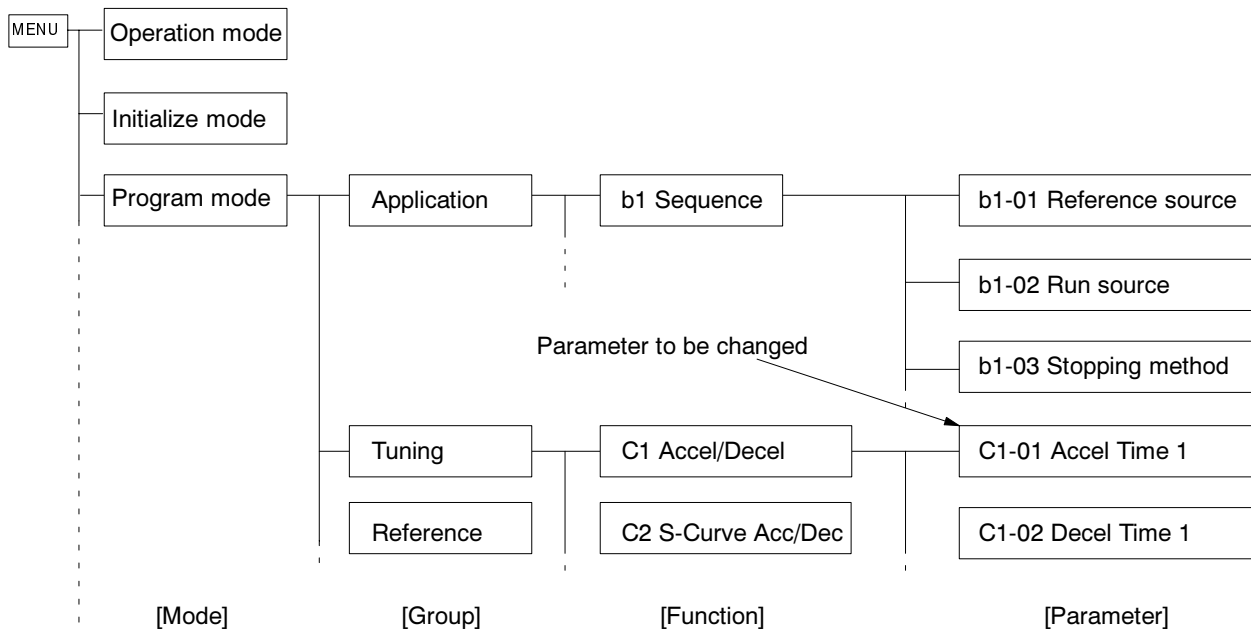 MENU
Operation mode
Initialize mode
Program mode
Application
b1 Sequence
b1-01 Reference source
b1-02 Run source
b1-03 Stopping method
Parameter to be changed
Tuning
C1 Accel/Decel
C1-01 Accel Time 1
Reference
C2 S-Curve Acc/Dec
C1-02 Decel Time 1
[Mode]
[Group]
[Function]
[Parameter]